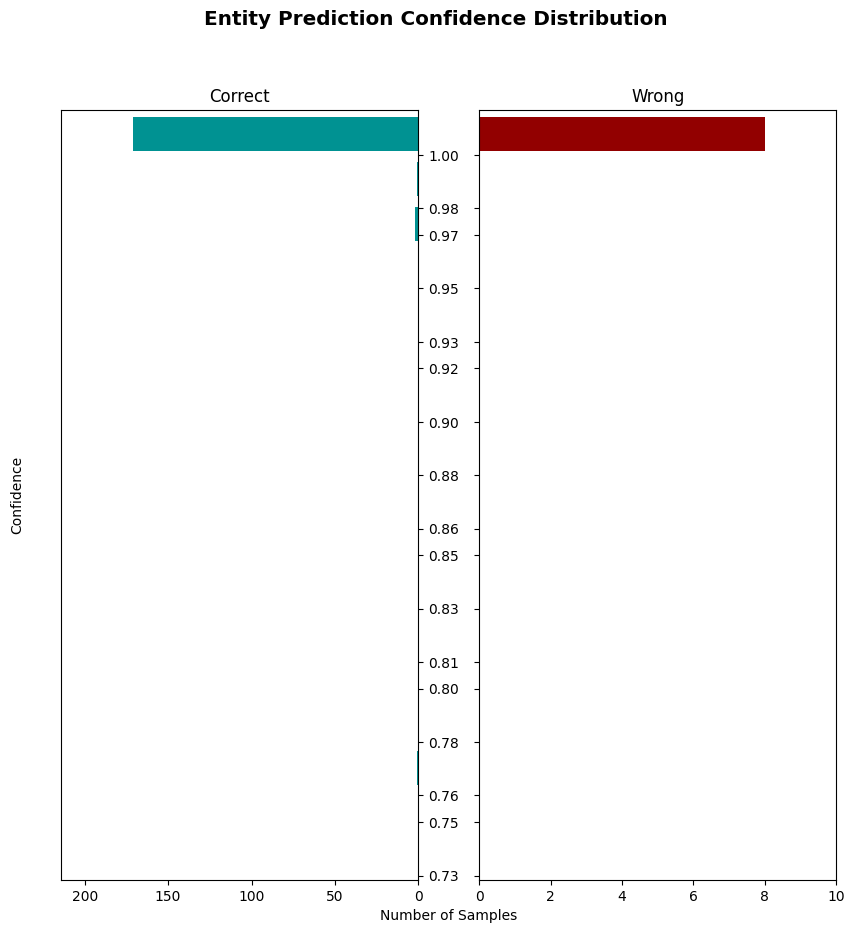 Entity Prediction Confidence Distribution
Correct
Wrong
1.00
0.98
0.97
0.95
0.93
0.92
0.90
0.88
0.86
0.85
0.83
0.81
0.80
0.78
0.76
0.75
0.73
Confidence
200 150 100 50 0
0 2 4 6 8 10
Number of Samples